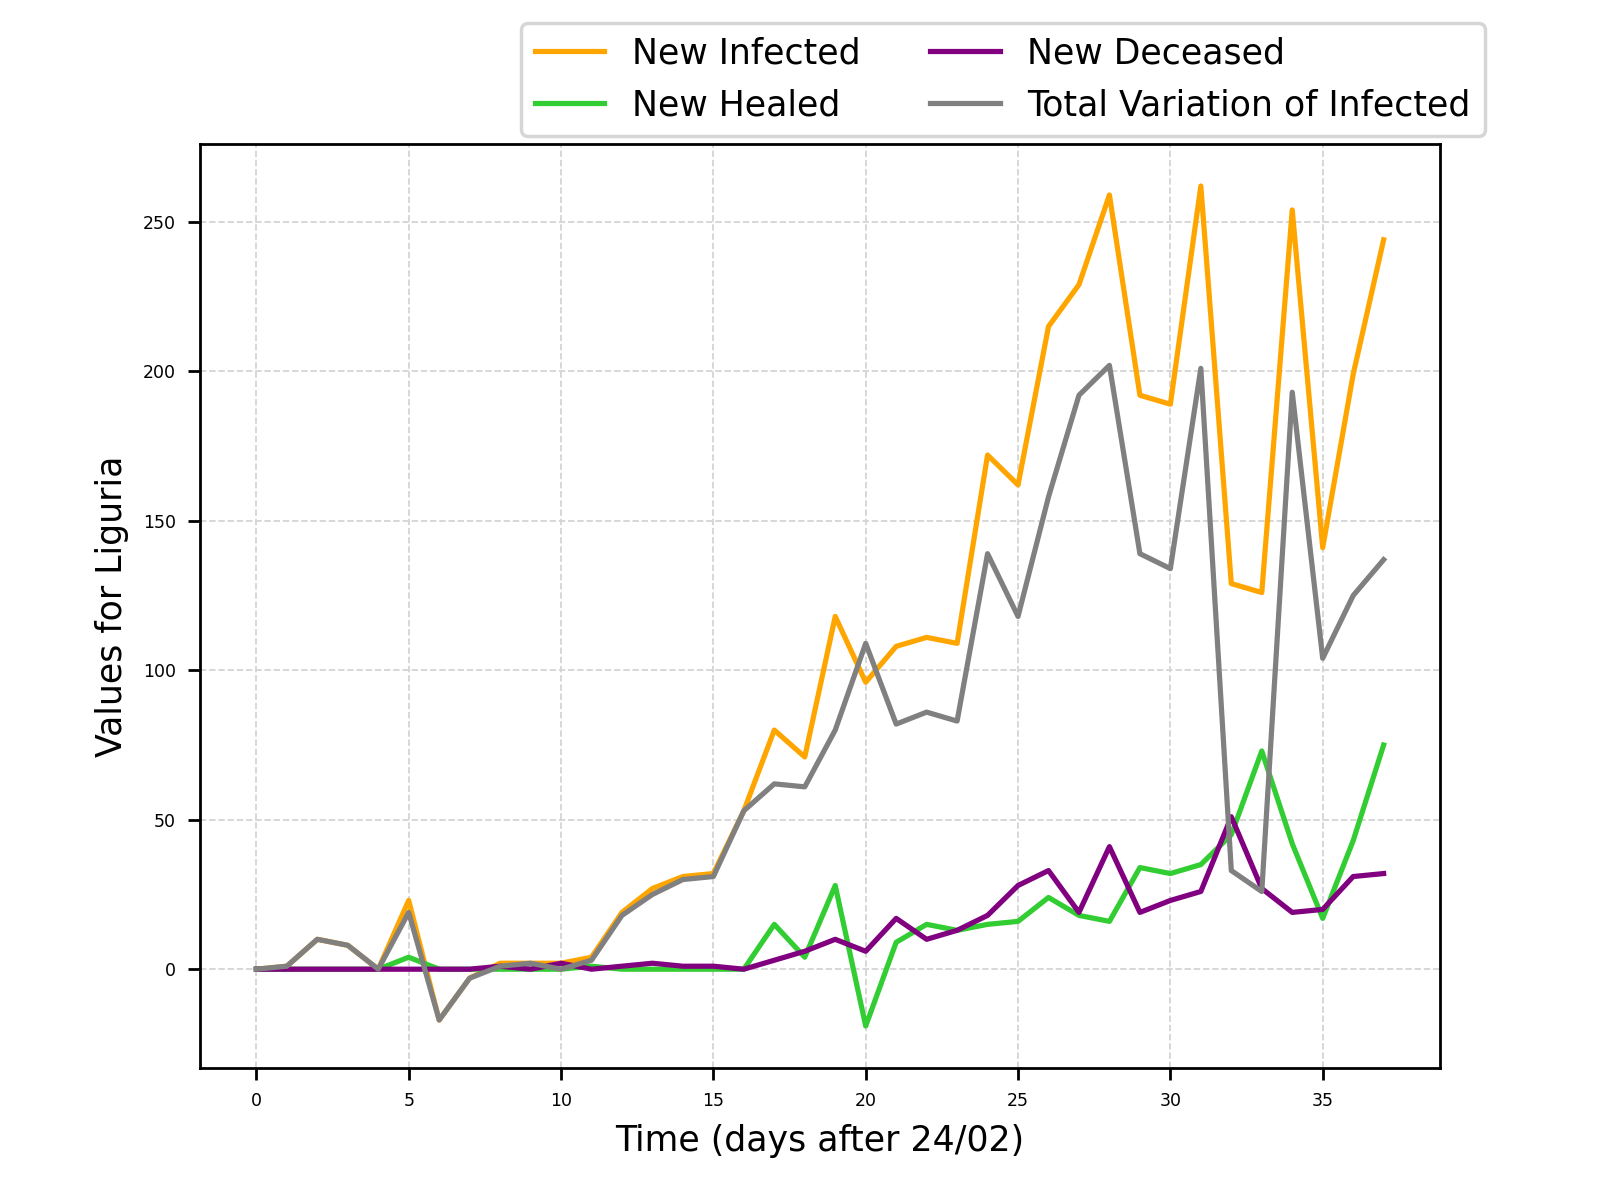 New Infected
New Healed
New Deceased
Total Variation of Infected
250
200
150
100
50
0
Values for Liguria
0 5 10 15 20 25 30 35
Time (days after 24/02)